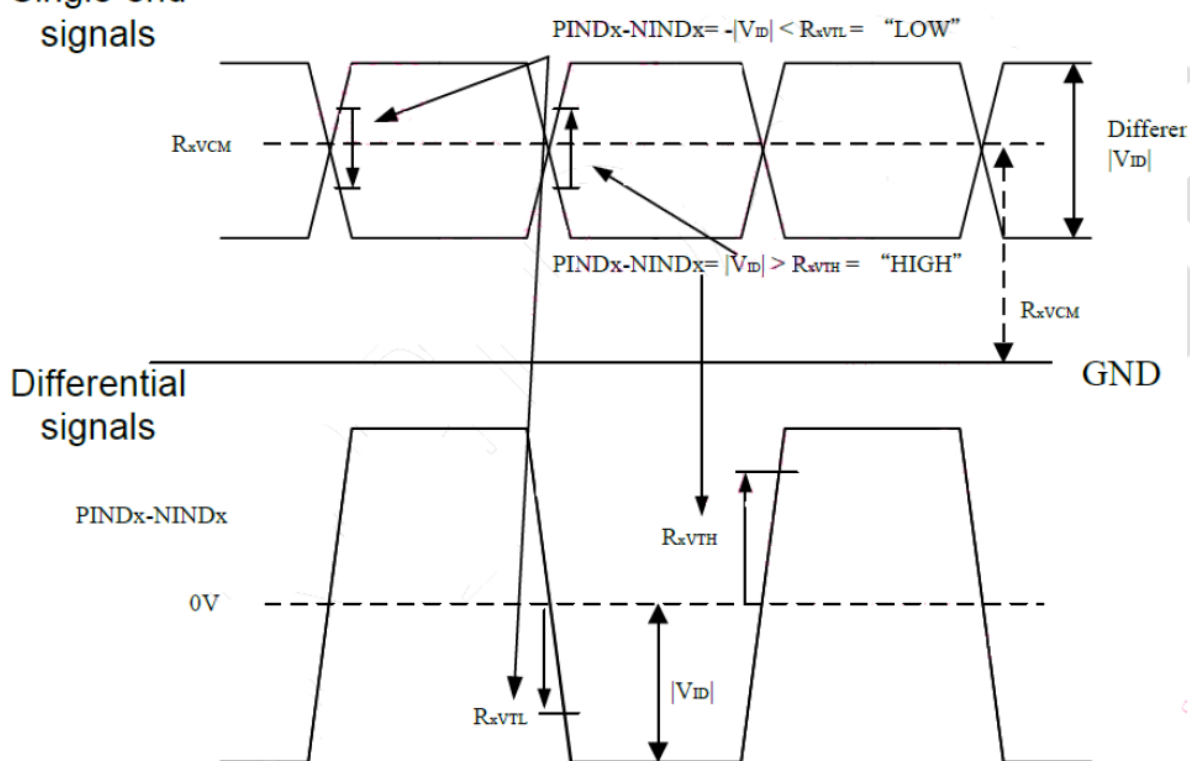 signals
PINDx-NINDx= -|VID| < RxVTL = “LOW”
RxVCM
|VID|
PINDx-NINDx= |VID| > RxVTH = “HIGH”
RxVCM
GND
Differential
signals
PINDx-NINDx
RxVTH
0V
|VID|
RxVTL